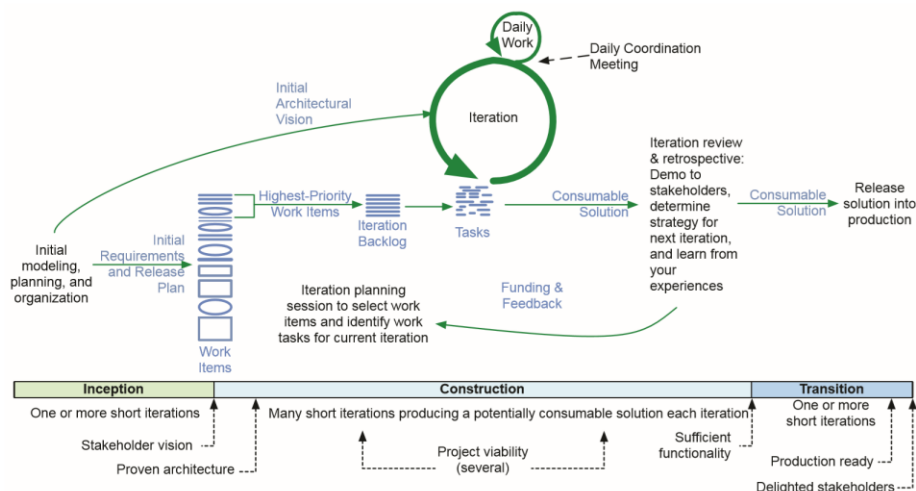 Daily
Work
Daily Coordination
Meeting
Initial
Architectural
Vision
Iteration
Iteration review
& retrospective:
Demo to
stakeholders,
determine
strategy for
next iteration,
and learn from
your
experiences
Highest-Priority
Work Items
Iteration
Backlog
Tasks
Consumable
Solution
Consumable
Solution
Release
solution into
production
Initial
modeling,
planning, and
organization
Initial
Requirements
and Release
Plan
Work
Items
Iteration planning
session to select work
items and identify work
tasks for current iteration
Funding &
Feedback
Inception
Construction
Transition
One or more short iterations
Many short iterations producing a potentially consumable solution each iteration
One or more
short iterations
Stakeholder vision
Proven architecture
Project viability
(several)
Sufficient
functionality
Production ready
Delighted stakeholders